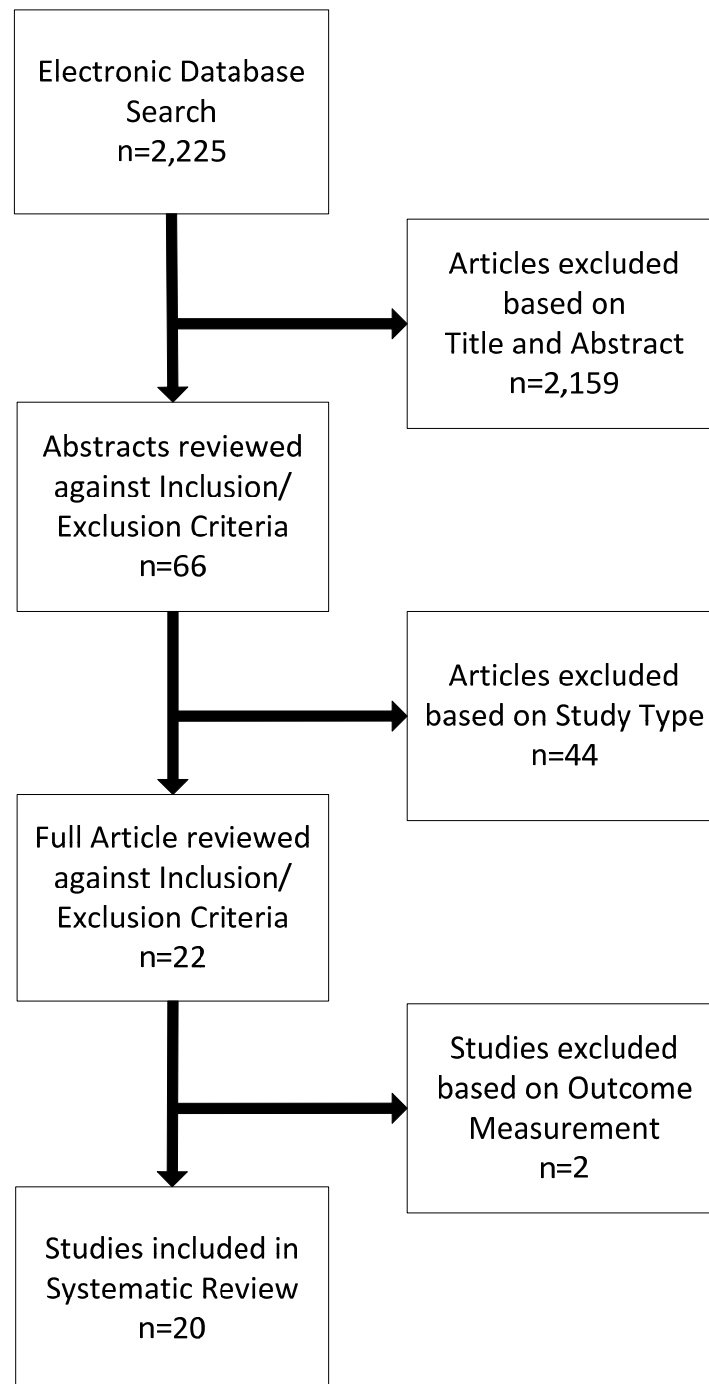 Electronic Database
Search
n=2,225
Articles excluded
based on
Title and Abstract
n=2,159
Abstracts reviewed
against Inclusion/
Exclusion Criteria
n=66
Articles excluded
based on Study Type
n=44
Full Article reviewed
against Inclusion/
Exclusion Criteria
n=22
Studies excluded
based on Outcome
Measurement
n=2
Studies included in
Systematic Review
n=20